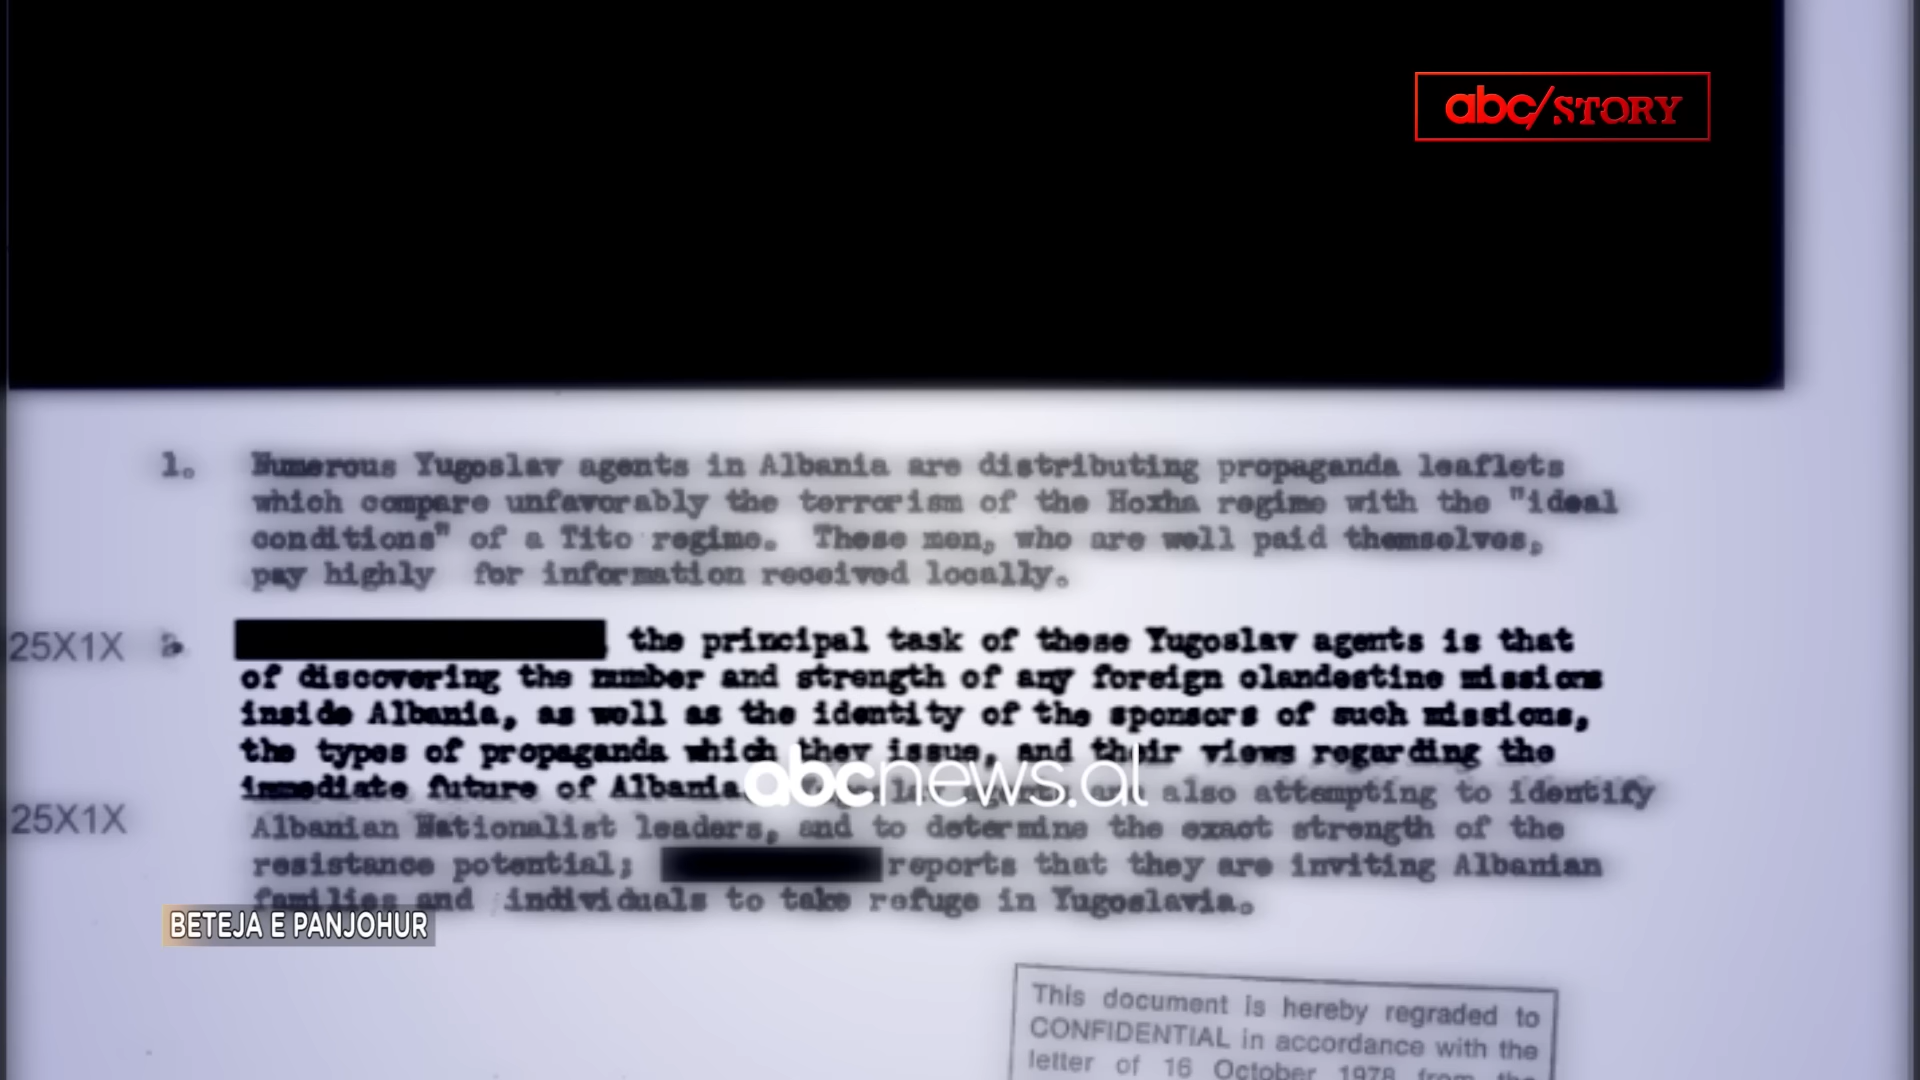 abc/STORY
1. Numerous Yugoslav agents in Albania are distributing propaganda leaflets
which compare unfavorably the terrorism of the Hoxha regime with the "ideal
conditions" of a Tito regime. These men, who are well paid themselves,
pay highly for information received locally.
25X1X the principal task of these Yugoslav agents is that
of discovering the number and strength of any foreign clandestine missions
inside Albania, as well as the identity of the sponsors of such missions,
the types of propaganda which they issue, and their views regarding the
immediate future of Albania. also attempting to identify
abcnews.al
25X1X
Albanian Nationalist leaders, and to determine the exact strength of the
resistance potential; reports that they are inviting Albanian
families and individuals to take refuge in Yugoslavia.
BETEJA E PANJOHUR
This document is hereby regraded to
CONFIDENTIAL in accordance with the
letter of 16 October 1978 from the